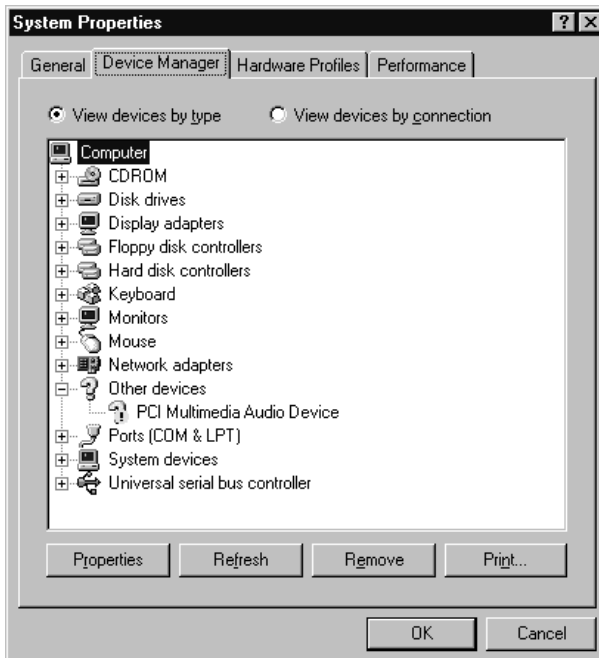 System Properties
General Device Manager Hardware Profiles Performance
View devices by type View devices by connection
Computer
CDROM
Disk drives
Display adapters
Floppy disk controllers
Hard disk controllers
Keyboard
Monitors
Mouse
Network adapters
Other devices
PCI Multimedia Audio Device
Ports (COM & LPT)
System devices
Universal serial bus controller
Properties Refresh Remove Print...
OK Cancel